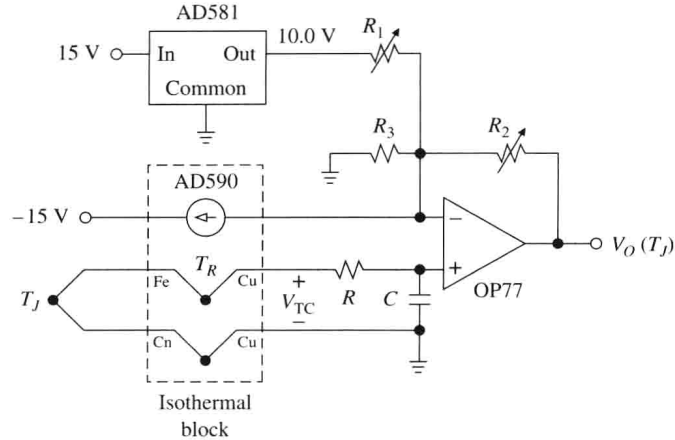 AD581
15 V
In
Out
Common
10.0 V
R1
R3
R2
AD590
−15 V
TJ
Fe
TR
Cu
+
VTC
−
R
C
−
+
OP77
VO (TJ)
Cn
Cu
Isothermal
block